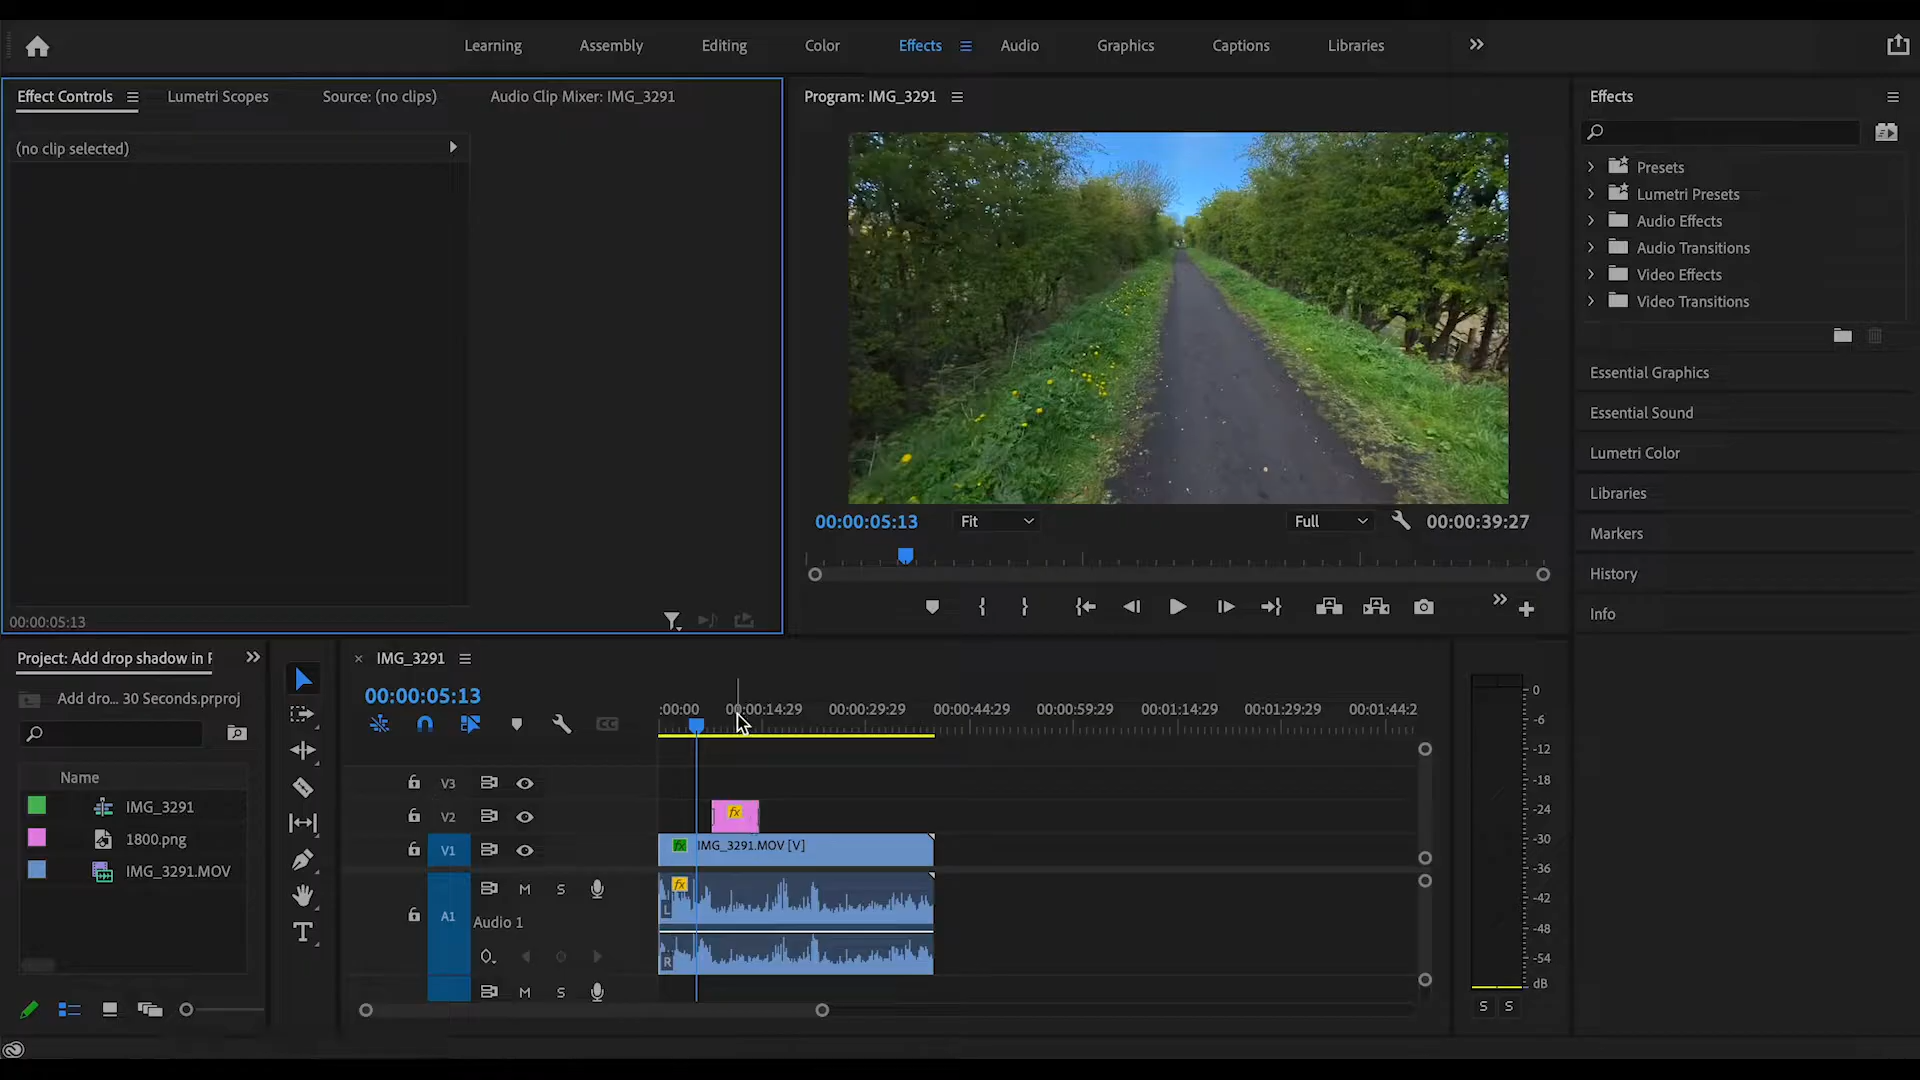 Learning Assembly Editing Color Effects Audio Graphics Captions Libraries
Effect Controls Lumetri Scopes Source: (no clips) Audio Clip Mixer: IMG_3291
(no clip selected)
00:00:05:13
Program: IMG_3291
00:00:05:13 Fit Full 00:00:39:27
Effects
Presets
Lumetri Presets
Audio Effects
Audio Transitions
Video Effects
Video Transitions
Essential Graphics
Essential Sound
Lumetri Color
Libraries
Markers
History
Info
Project: Add drop shadow in
Add dro... 30 Seconds.prproj
Name
IMG_3291
1800.png
IMG_3291.MOV
T
IMG_3291
00:00:05:13
CC
:00:00 00:00:14:29 00:00:29:29 00:00:44:29 00:00:59:29 00:01:14:29 00:01:29:29 00:01:44:2
V3
V2 fx
V1 fx IMG_3291.MOV [V]
M S fx
A1 Audio 1 L
R
M S
0
-6
-12
-18
-24
-30
-36
-42
-48
-54
dB
S S